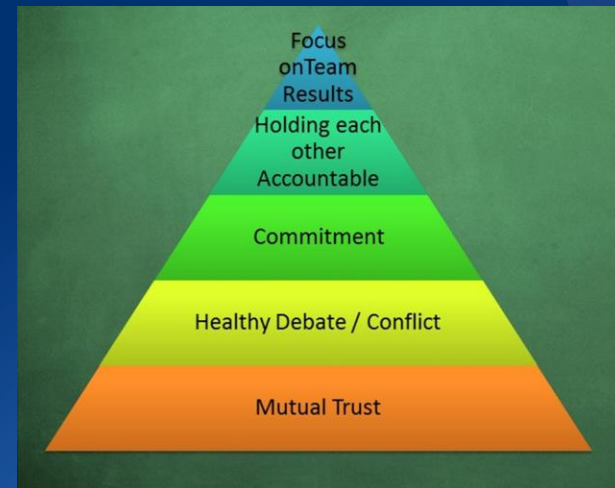 Focus
onTeam
Results
Holding each
other
Accountable
Commitment
Healthy Debate / Conflict
Mutual Trust